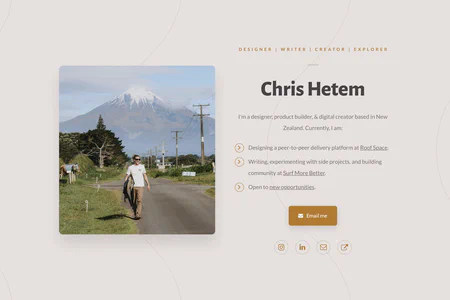 DESIGNER | WRITER | CREATOR | EXPLORER
Chris Hetem
I'm a designer, product builder, & digital creator based in New
Zealand. Currently, I am:
Designing a peer-to-peer delivery platform at Roof Space.
Writing, experimenting with side projects, and building
community at Surf More Better.
Open to new opportunities.
Email me